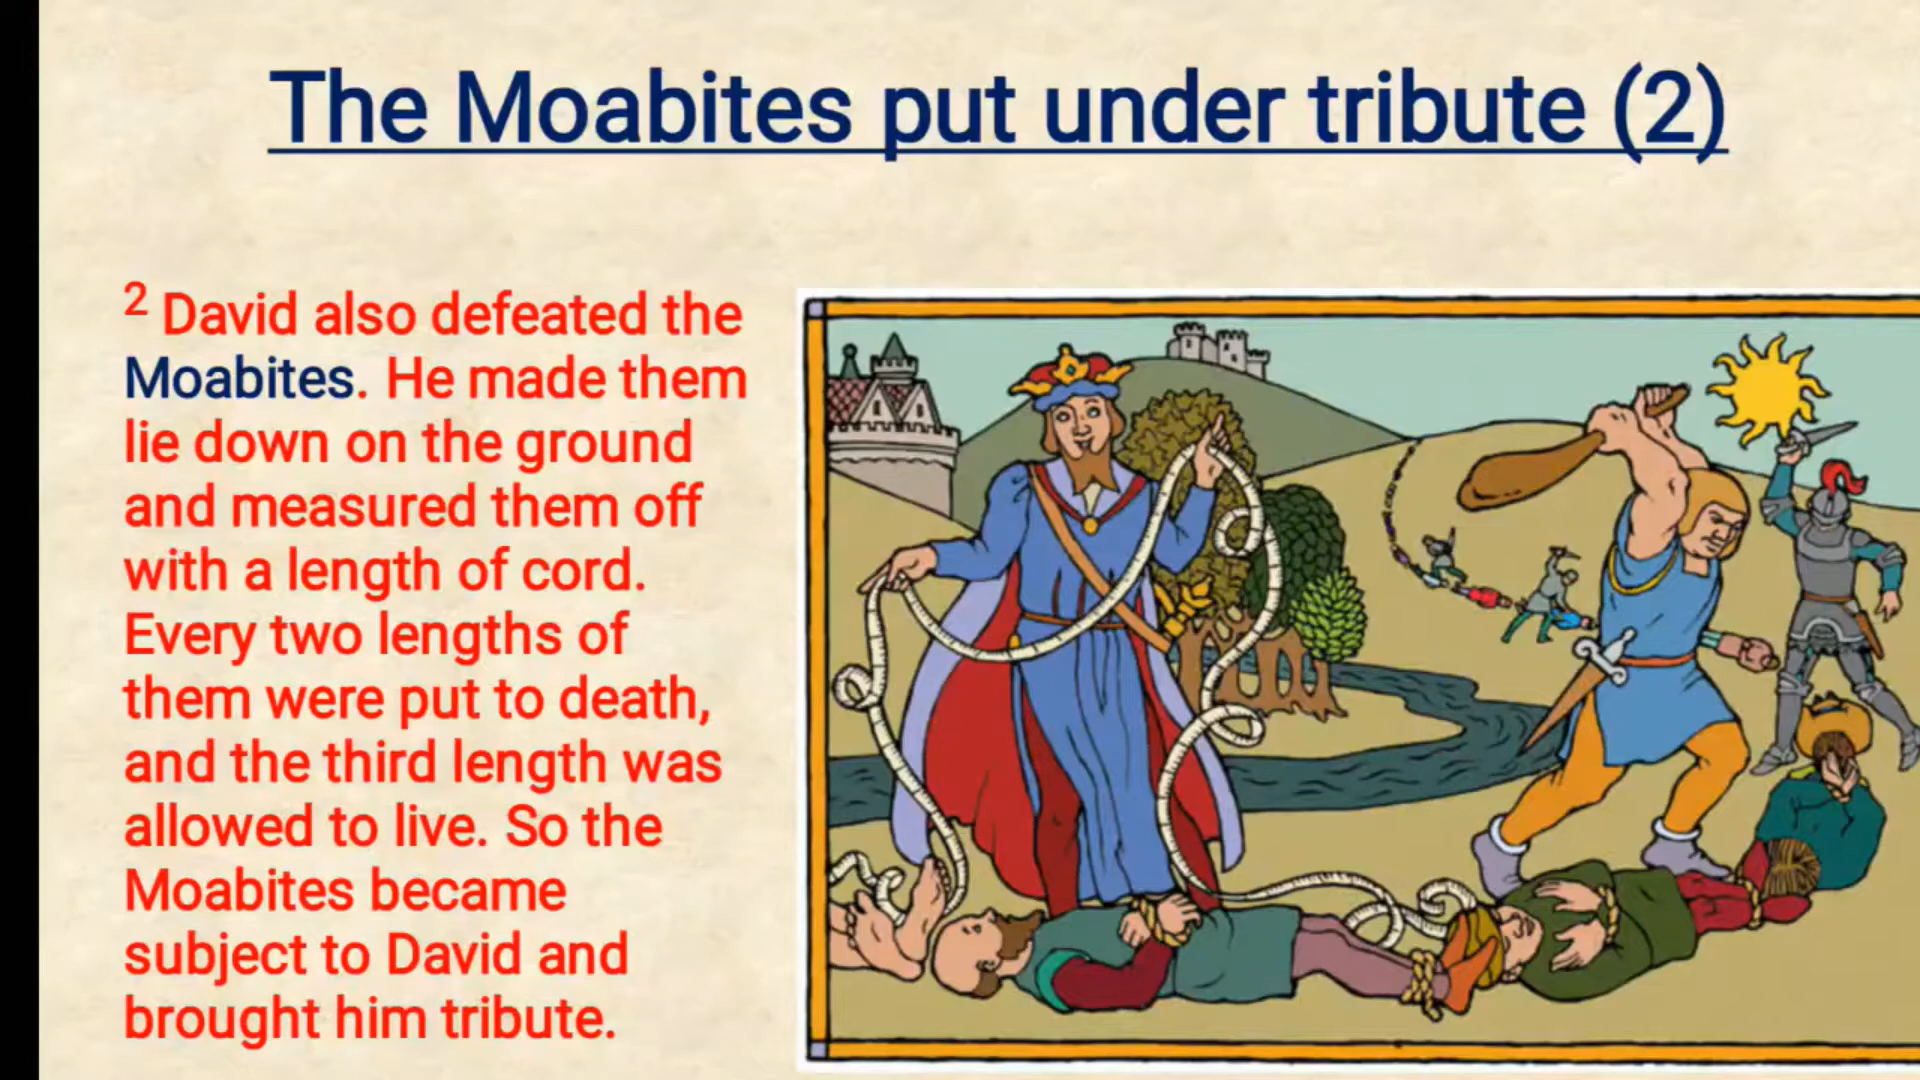 The Moabites put under tribute (2)
2 David also defeated the
Moabites. He made them
lie down on the ground
and measured them off
with a length of cord.
Every two lengths of
them were put to death,
and the third length was
allowed to live. So the
Moabites became
subject to David and
brought him tribute.